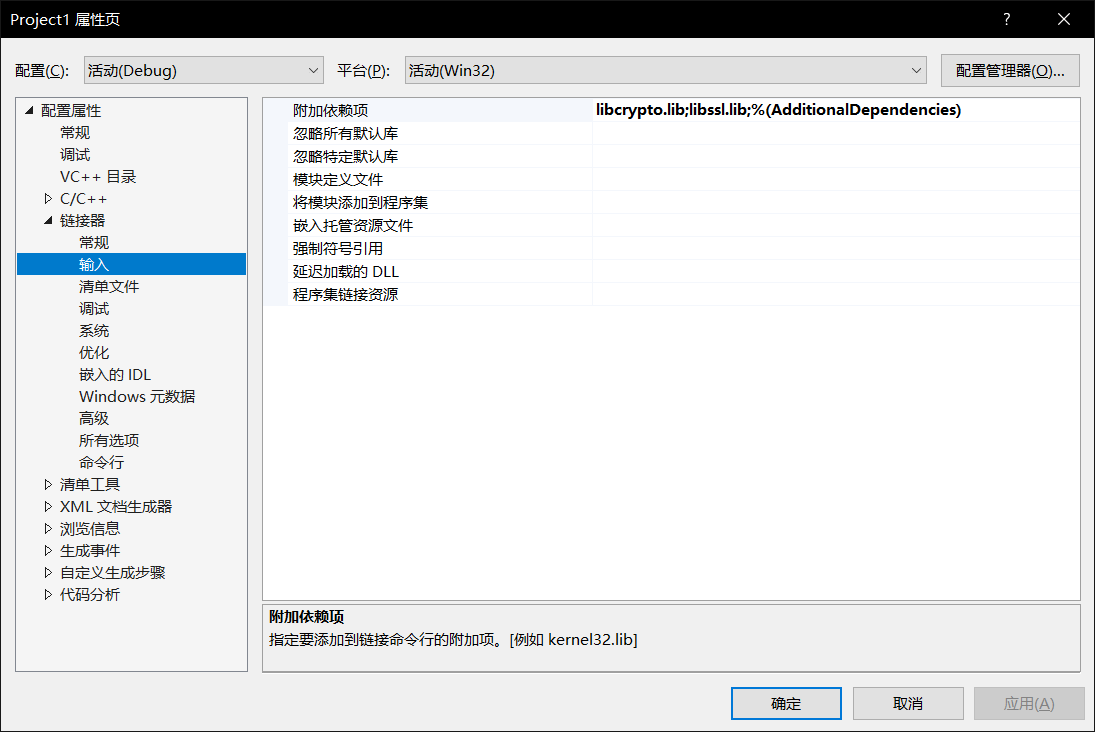 Project1 属性页
配置(C): 活动(Debug) 平台(P): 活动(Win32) 配置管理器(O)...
配置属性
常规
调试
VC++ 目录
C/C++
链接器
常规
输入
清单文件
调试
系统
优化
嵌入的 IDL
Windows 元数据
高级
所有选项
命令行
清单工具
XML 文档生成器
浏览信息
生成事件
自定义生成步骤
代码分析
附加依赖项 libcrypto.lib;libssl.lib;%(AdditionalDependencies)
忽略所有默认库
忽略特定默认库
模块定义文件
将模块添加到程序集
嵌入托管资源文件
强制符号引用
延迟加载的 DLL
程序集链接资源
附加依赖项
指定要添加到链接命令行的附加项。[例如 kernel32.lib]
确定 取消 应用(A)